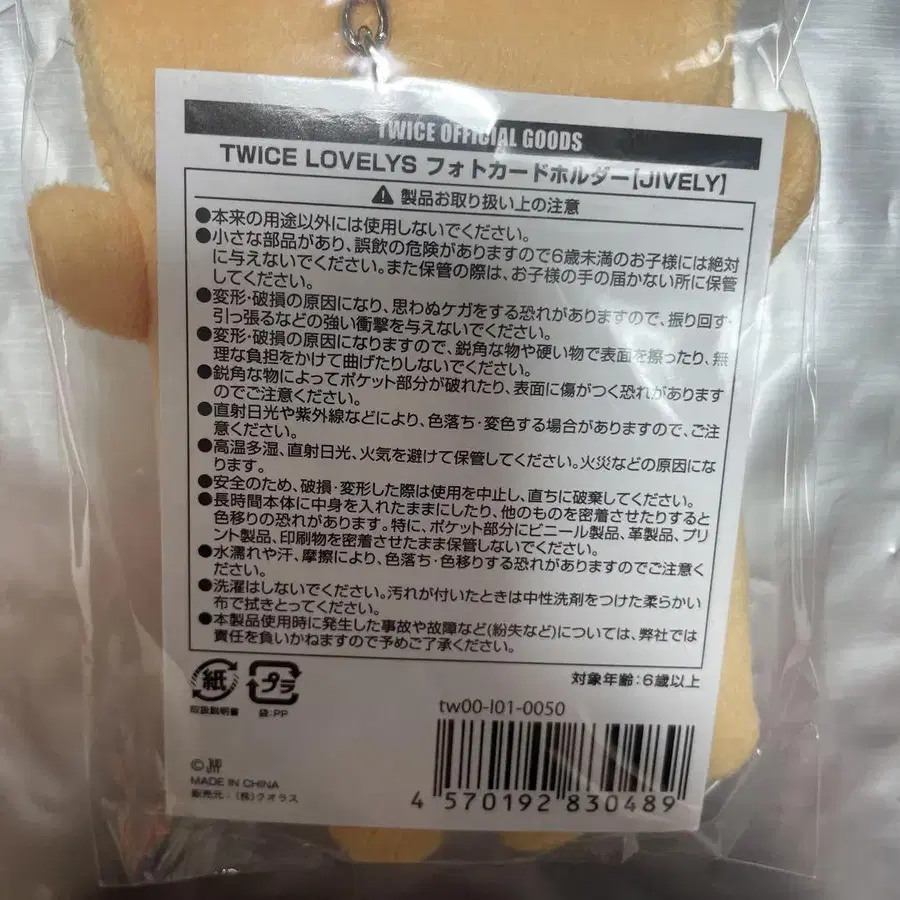 TWICE OFFICIAL GOODS
TWICE LOVELYS フォトカードホルダー[JIVELY]
製品お取り扱い上の注意
●本来の用途以外には使用しないでください。
●小さな部品があり、誤飲の危険がありますので6歳未満のお子様には絶対
に与えないでください。また保管の際は、お子様の手の届かない所に保管
してください。
●変形・破損の原因になり、思わぬケガをする恐れがありますので、振り回す・
引っ張るなどの強い衝撃を与えないでください。
●変形・破損の原因になりますので、鋭角な物や硬い物で表面を擦ったり、無
理な負担をかけて曲げたりしないでください。
●鋭角な物によってポケット部分が破れたり、表面に傷がつく恐れがあります
のでご注意ください。
●直射日光や紫外線などにより、色落ち・変色する場合がありますので、ご注
意ください。
●高温多湿、直射日光、火気を避けて保管してください。火災などの原因にな
ります。
●安全のため、破損・変形した際は使用を中止し、直ちに破棄してください。
●長時間本体に中身を入れたままにしたり、他のものを密着させたりすると
色移りの恐れがあります。特に、ポケット部分にビニール製品、革製品、プリ
ント製品、印刷物を密着させたまま保管しないでください。
●水濡れや汗、摩擦により、色落ち・色移りする恐れがありますのでご注意く
ださい。
●洗濯はしないでください。汚れが付いたときは中性洗剤をつけた柔らかい
布で拭きとってください。
●本製品使用時に発生した事故や故障など(紛失など)については、弊社では
責任を負いかねますので予めご了承ください。
対象年齢:6歳以上
紙 プラ
取扱説明書 袋:PP
tw00-l01-0050
©JYP
MADE IN CHINA
販売元:(株)クオラス
4 570192 830489